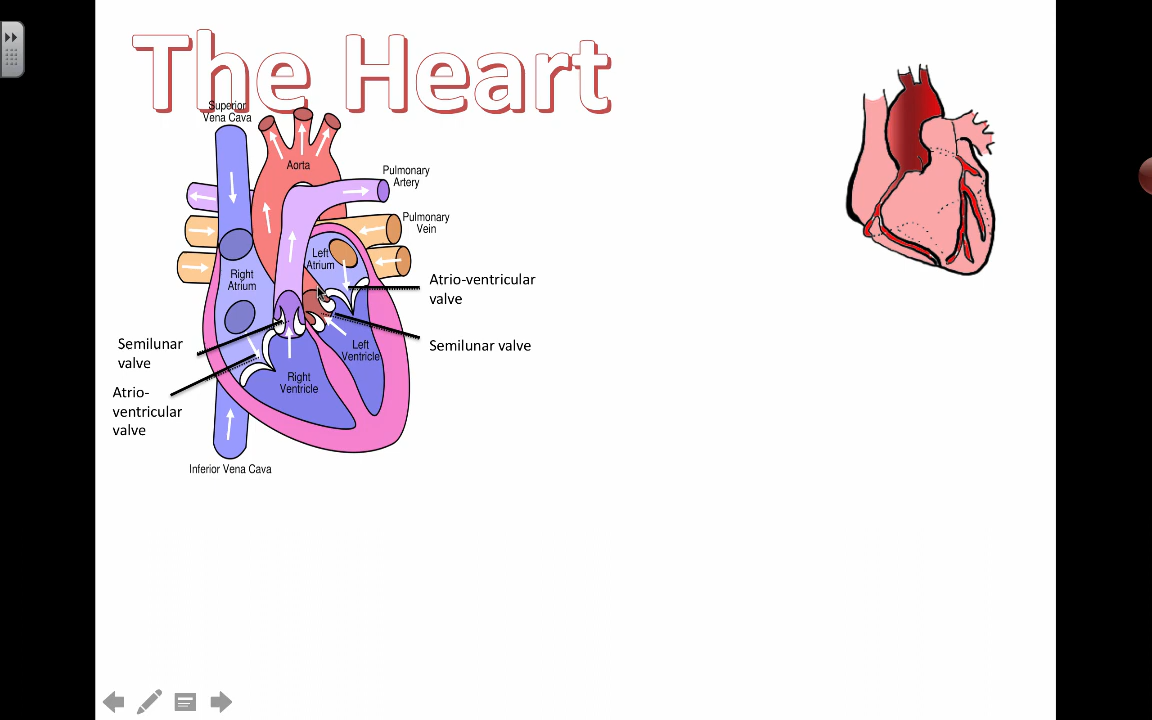 The Heart
Superior
Vena Cava
Aorta
Pulmonary
Artery
Pulmonary
Vein
Left
Atrium
Right
Atrium
Atrio-ventricular
valve
Semilunar
valve
Semilunar valve
Left
Ventricle
Right
Ventricle
Atrio-
ventricular
valve
Inferior Vena Cava